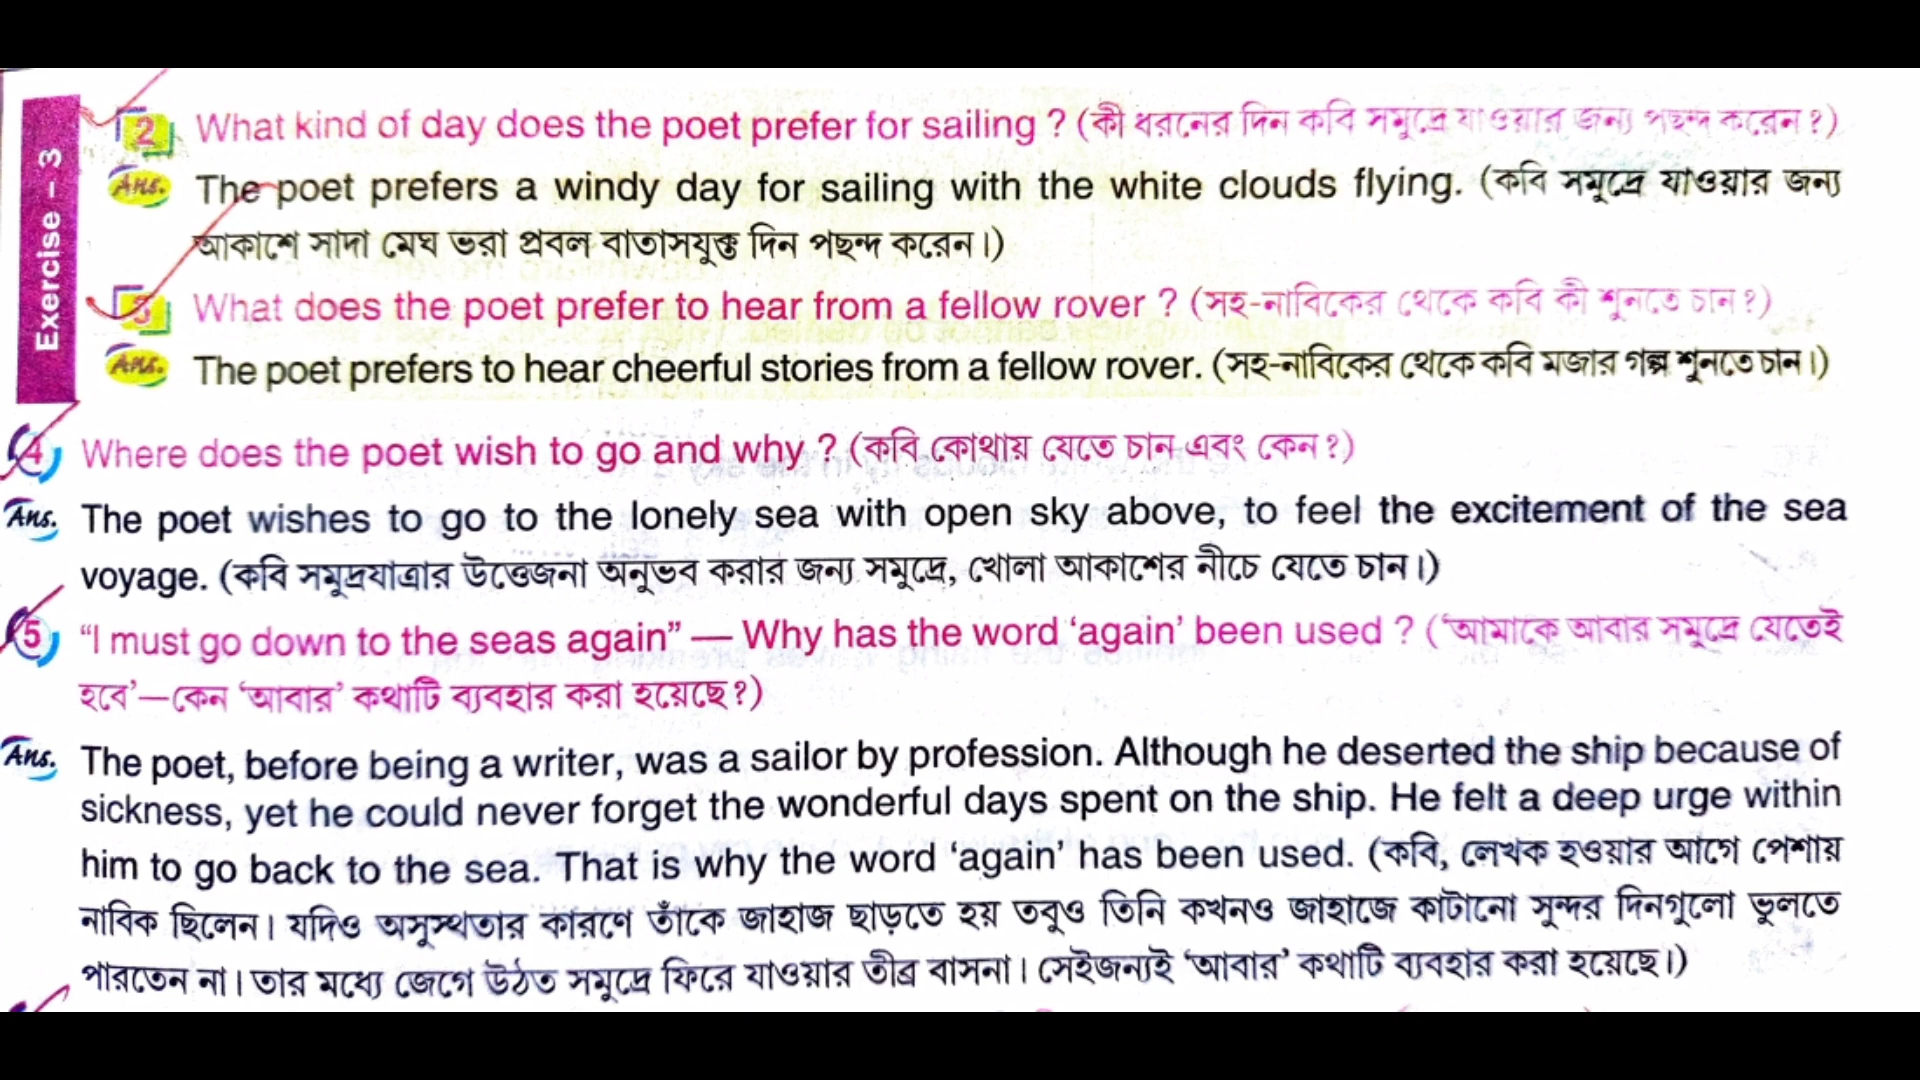 Exercise – 3
2 What kind of day does the poet prefer for sailing ? (কী ধরনের দিন কবি সমুদ্রে যাওয়ার জন্য পছন্দ করেন?)
Ans. The poet prefers a windy day for sailing with the white clouds flying. (কবি সমুদ্রে যাওয়ার জন্য
আকাশে সাদা মেঘ ভরা প্রবল বাতাসযুক্ত দিন পছন্দ করেন।)
3 What does the poet prefer to hear from a fellow rover ? (সহ-নাবিকের থেকে কবি কী শুনতে চান?)
Ans. The poet prefers to hear cheerful stories from a fellow rover. (সহ-নাবিকের থেকে কবি মজার গল্প শুনতে চান।)
4 Where does the poet wish to go and why ? (কবি কোথায় যেতে চান এবং কেন?)
Ans. The poet wishes to go to the lonely sea with open sky above, to feel the excitement of the sea
voyage. (কবি সমুদ্রযাত্রার উত্তেজনা অনুভব করার জন্য সমুদ্রে, খোলা আকাশের নীচে যেতে চান।)
5 “I must go down to the seas again” — Why has the word ‘again’ been used ? (‘আমাকে আবার সমুদ্রে যেতেই
হবে’—কেন ‘আবার’ কথাটি ব্যবহার করা হয়েছে?)
Ans. The poet, before being a writer, was a sailor by profession. Although he deserted the ship because of
sickness, yet he could never forget the wonderful days spent on the ship. He felt a deep urge within
him to go back to the sea. That is why the word ‘again’ has been used. (কবি, লেখক হওয়ার আগে পেশায়
নাবিক ছিলেন। যদিও অসুস্থতার কারণে তাঁকে জাহাজ ছাড়তে হয় তবুও তিনি কখনও জাহাজে কাটানো সুন্দর দিনগুলো ভুলতে
পারতেন না। তার মধ্যে জেগে উঠত সমুদ্রে ফিরে যাওয়ার তীব্র বাসনা। সেইজন্যই ‘আবার’ কথাটি ব্যবহার করা হয়েছে।)